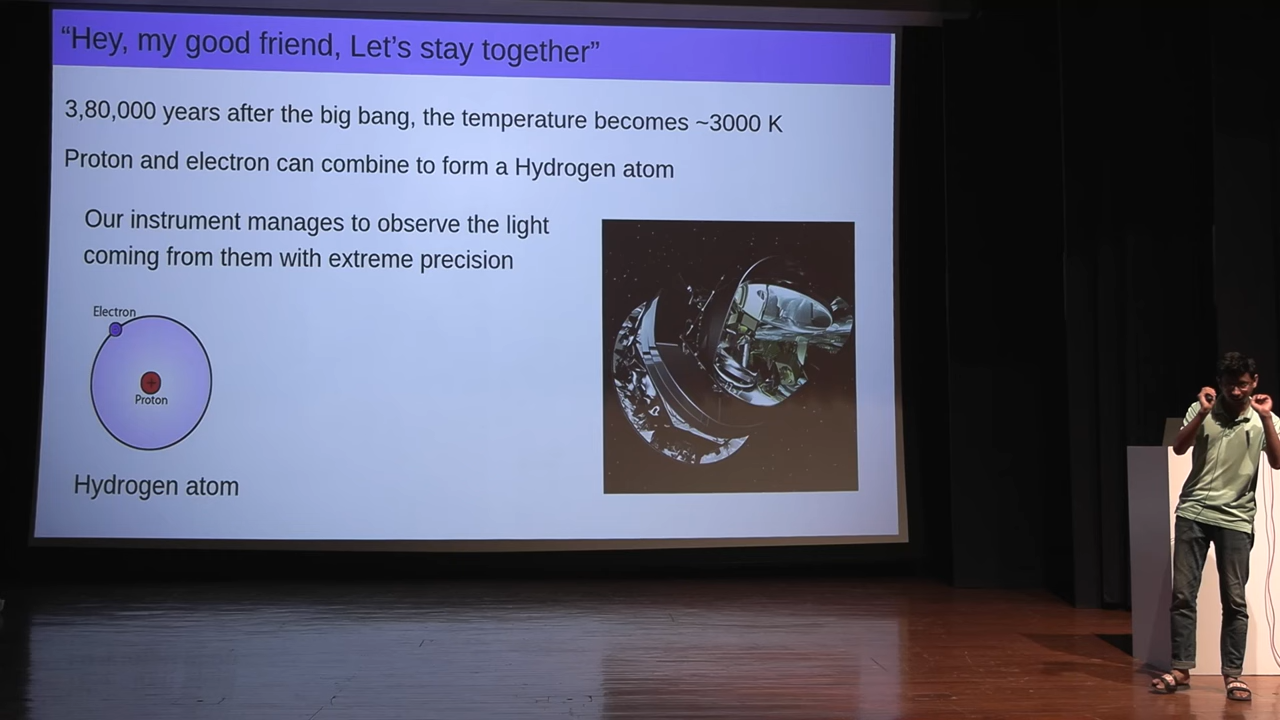 “Hey, my good friend, Let’s stay together”
3,80,000 years after the big bang, the temperature becomes ~3000 K
Proton and electron can combine to form a Hydrogen atom
Our instrument manages to observe the light
coming from them with extreme precision
Electron
+
Proton
Hydrogen atom